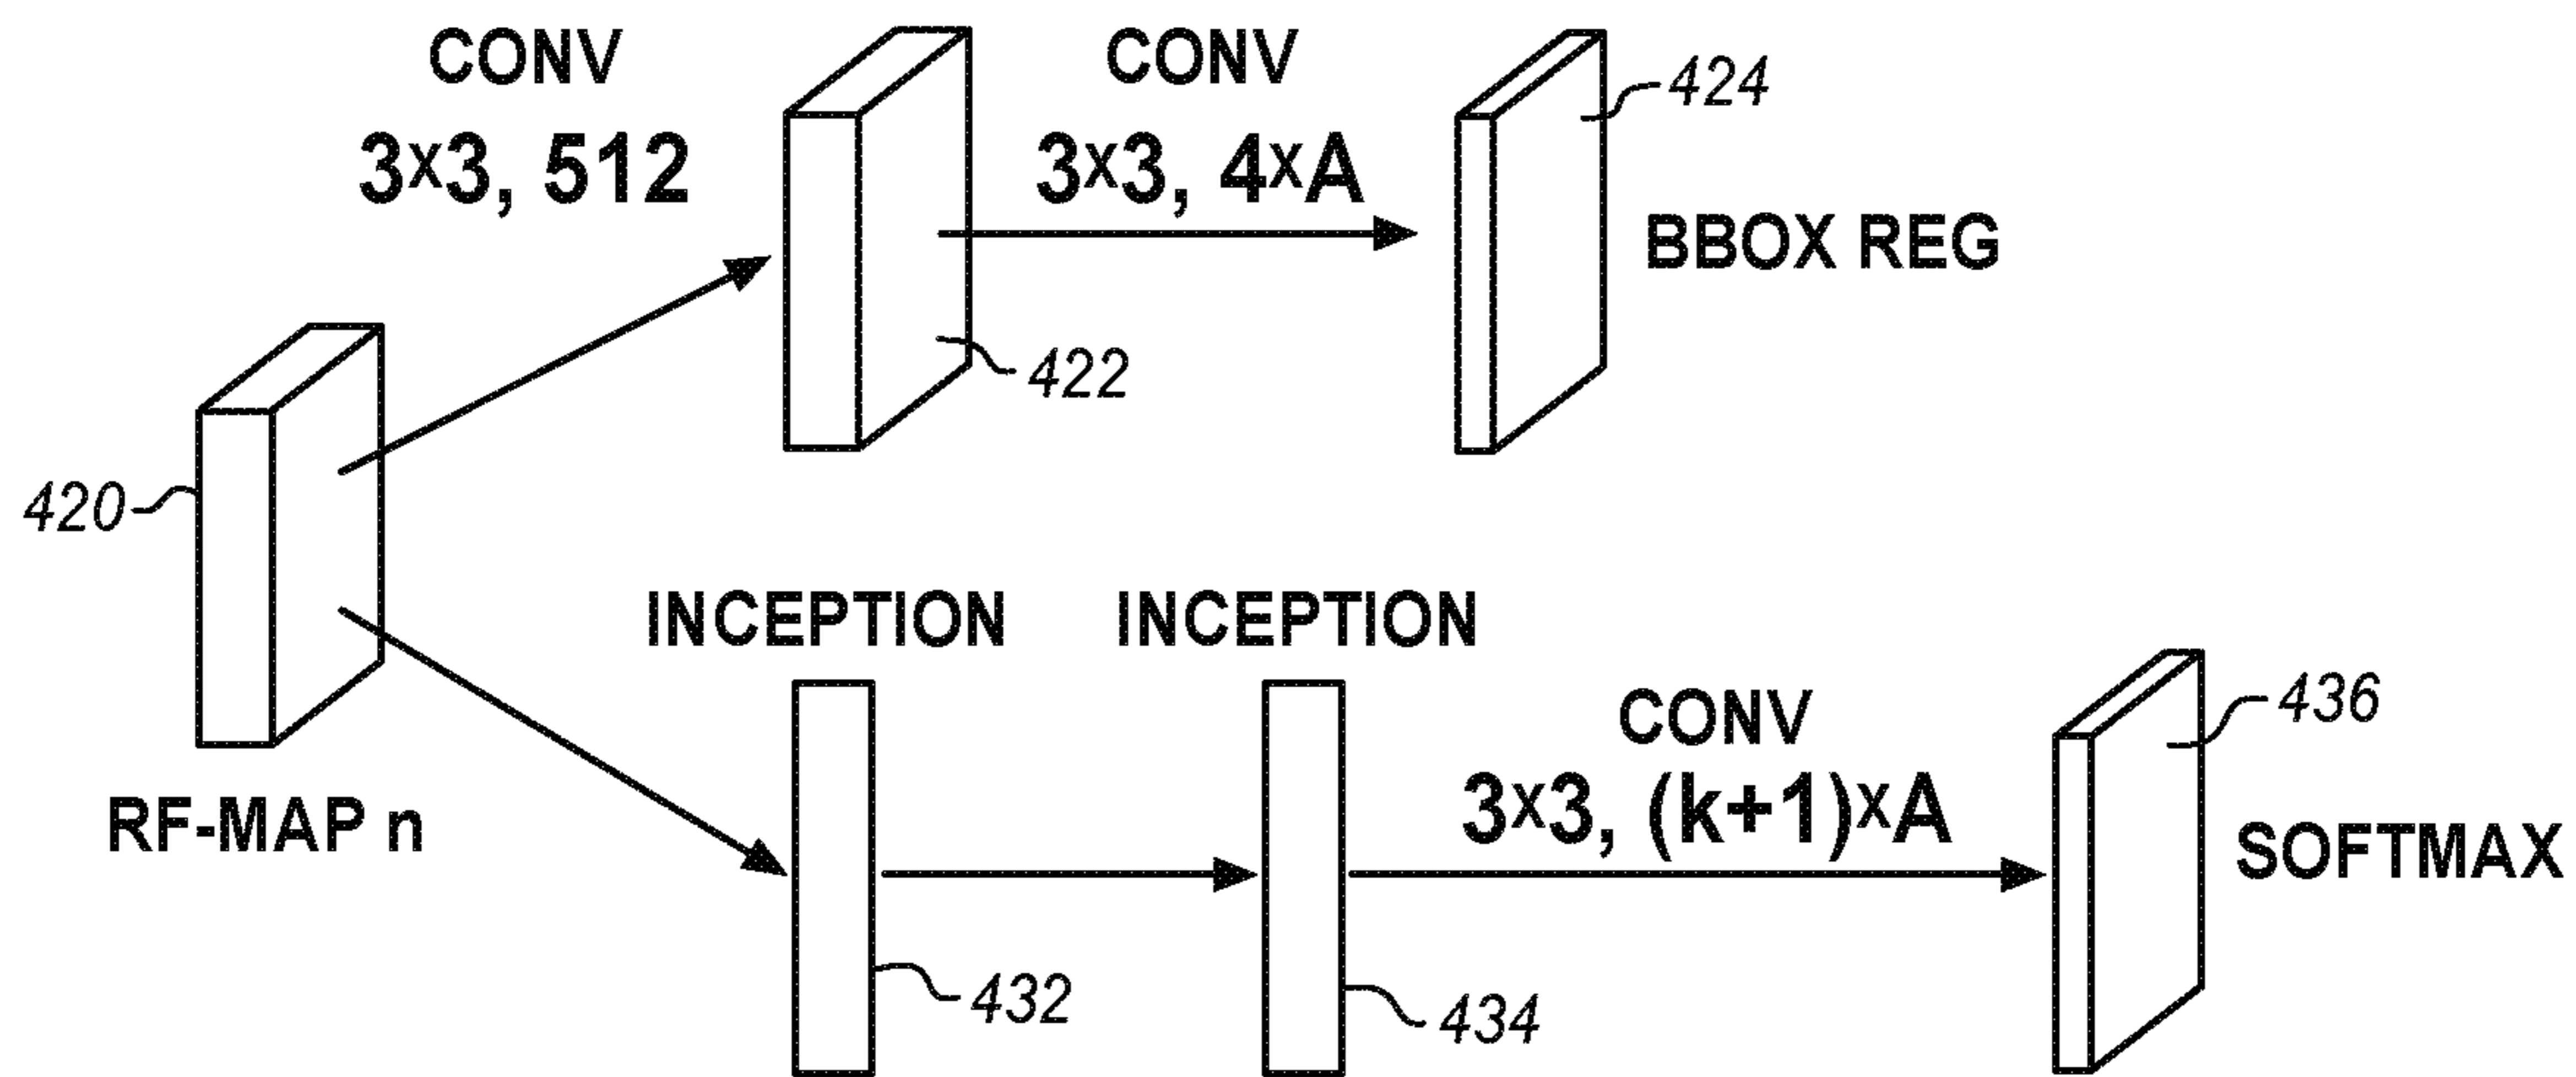 CONV
3x3, 512
CONV
3x3, 4xA
424
BBOX REG
422
420
RF-MAP n
INCEPTION
INCEPTION
CONV
3x3, (k+1)xA
436
SOFTMAX
432
434